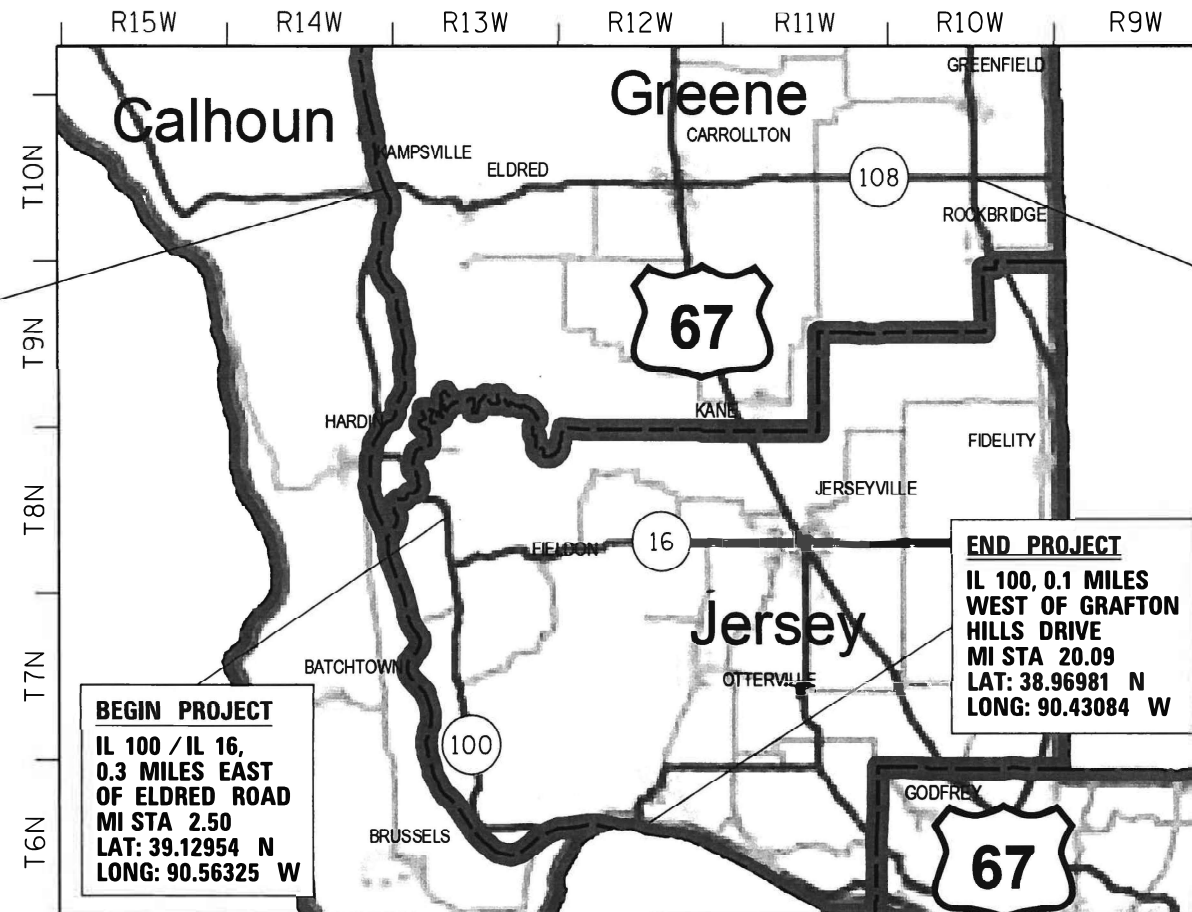 R15W R14W R13W R12W R11W R10W R9W
GREENFIELD
Calhoun
Greene
CARROLLTON
KAMPSVILLE
ELDRED
T10N
108
ROCKBRIDGE
67
T9N
HARDIN
KANE
FIDELITY
JERSEYVILLE
T8N
FIELDON
16
END PROJECT
IL 100, 0.1 MILES
WEST OF GRAFTON
HILLS DRIVE
MI STA 20.09
LAT: 38.96981 N
LONG: 90.43084 W
Jersey
T7N
BATCHTOWN
OTTERVILLE
BEGIN PROJECT
IL 100 / IL 16,
0.3 MILES EAST
OF ELDRED ROAD
MI STA 2.50
LAT: 39.12954 N
LONG: 90.56325 W
100
GODFREY
T6N
BRUSSELS
67